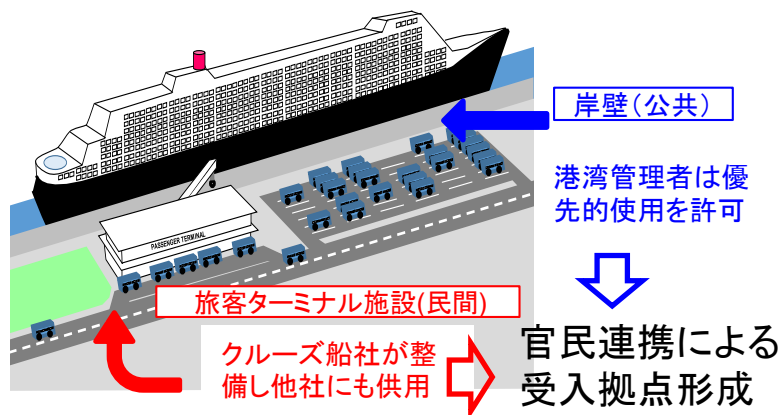 岸壁(公共)
港湾管理者は優
先的使用を許可
PASSENGER TERMINAL
旅客ターミナル施設(民間)
クルーズ船社が整
備し他社にも供用
官民連携による
受入拠点形成